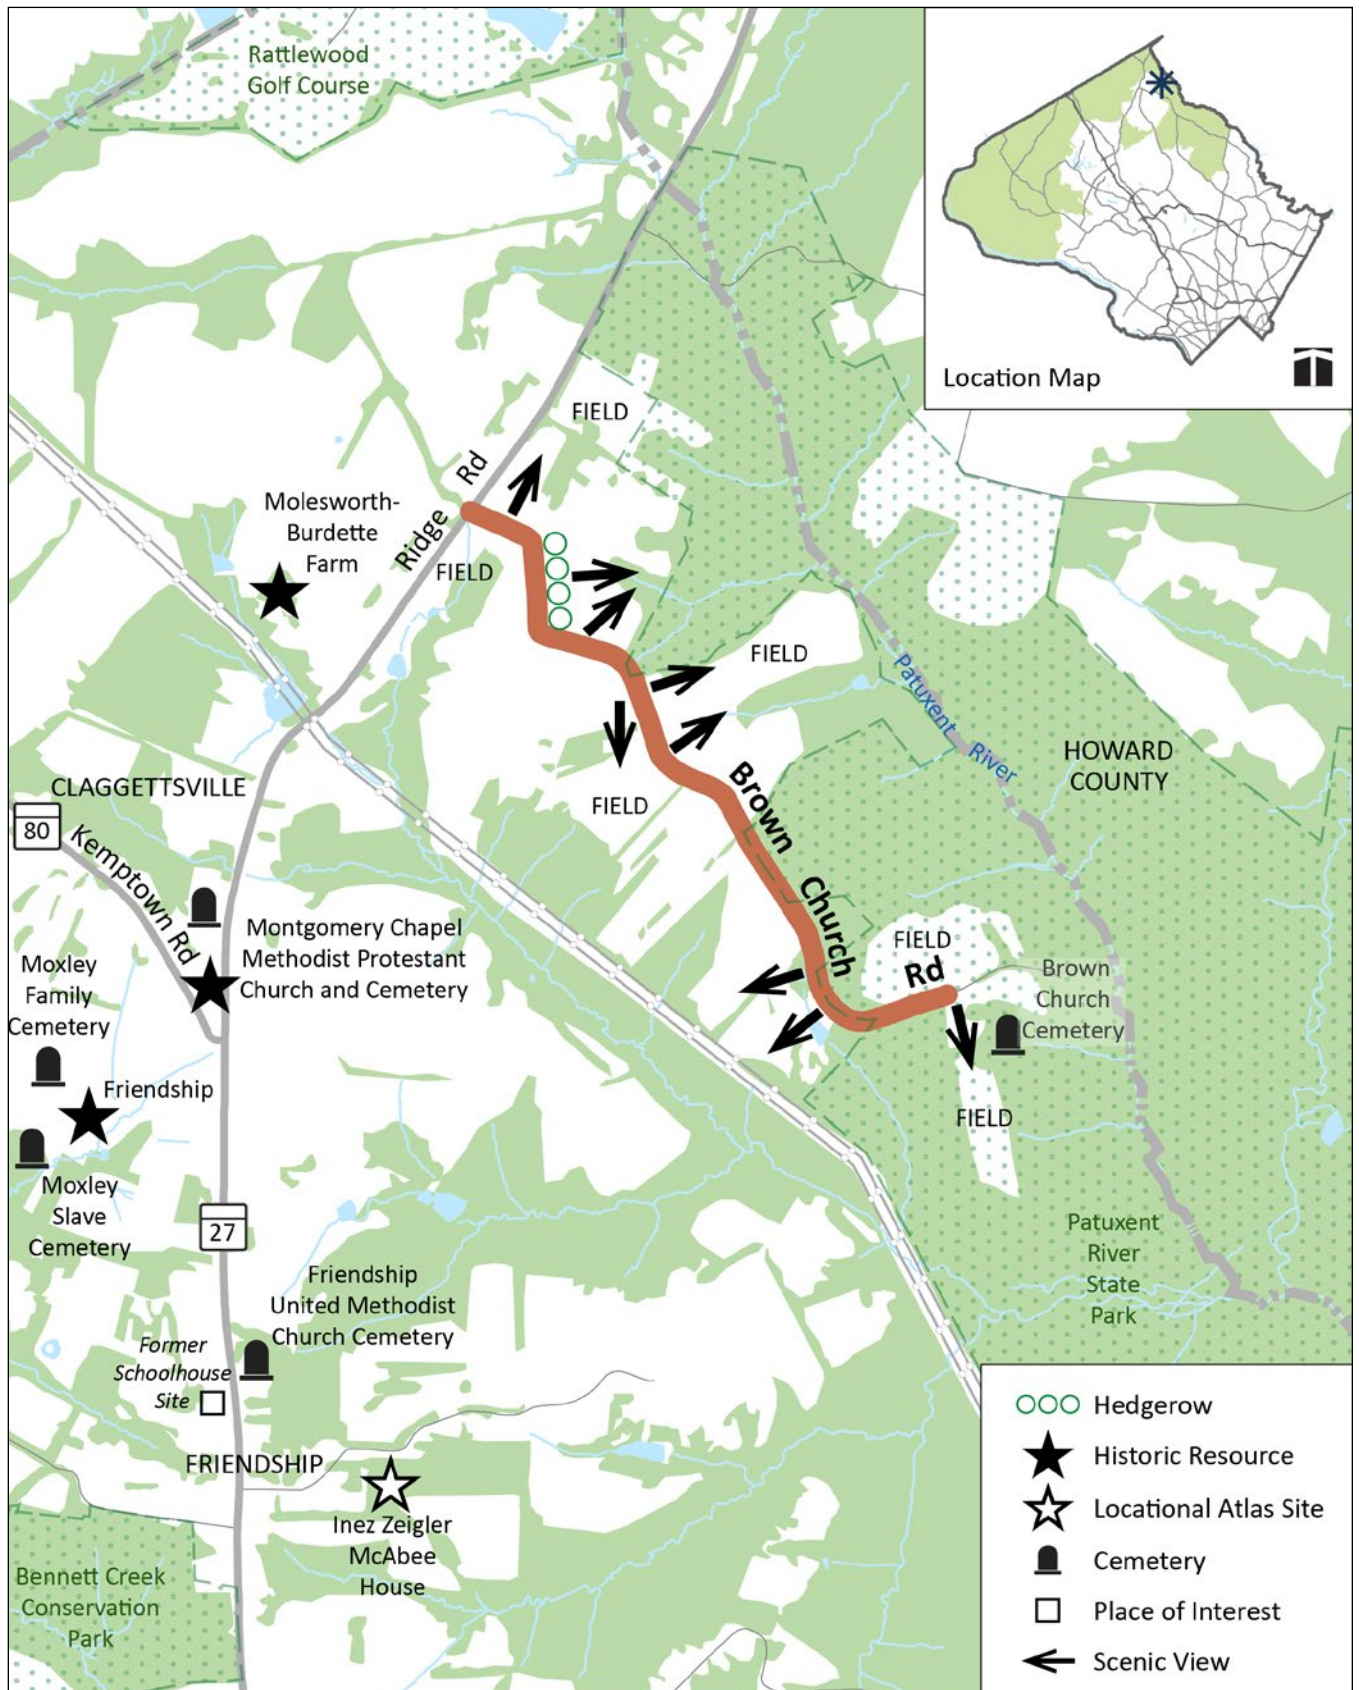 Rattlewood
Golf Course
Location Map
FIELD
Ridge Rd
Molesworth-
Burdette
Farm
FIELD
FIELD
Patuxent River
HOWARD
COUNTY
CLAGGETTSVILLE
FIELD
80
Kemptown Rd
Brown Church Rd
Montgomery Chapel
Methodist Protestant
Church and Cemetery
FIELD
Moxley
Family
Cemetery
Brown
Church
Cemetery
Friendship
FIELD
Moxley
Slave
Cemetery
27
Patuxent
River
State
Park
Friendship
United Methodist
Church Cemetery
Former
Schoolhouse
Site
FRIENDSHIP
Inez Zeigler
McAbee
House
Bennett Creek
Conservation
Park
Hedgerow
Historic Resource
Locational Atlas Site
Cemetery
Place of Interest
Scenic View